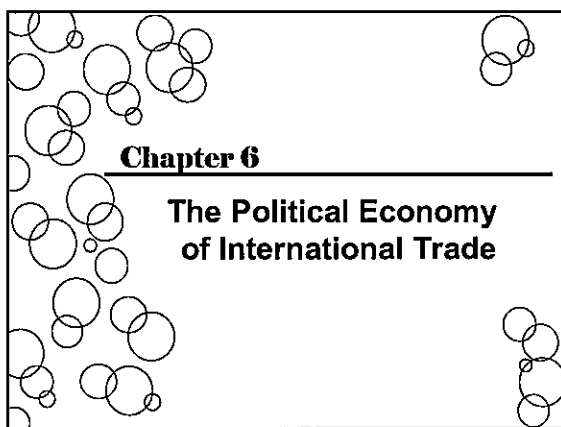 Chapter 6
The Political Economy
of International Trade